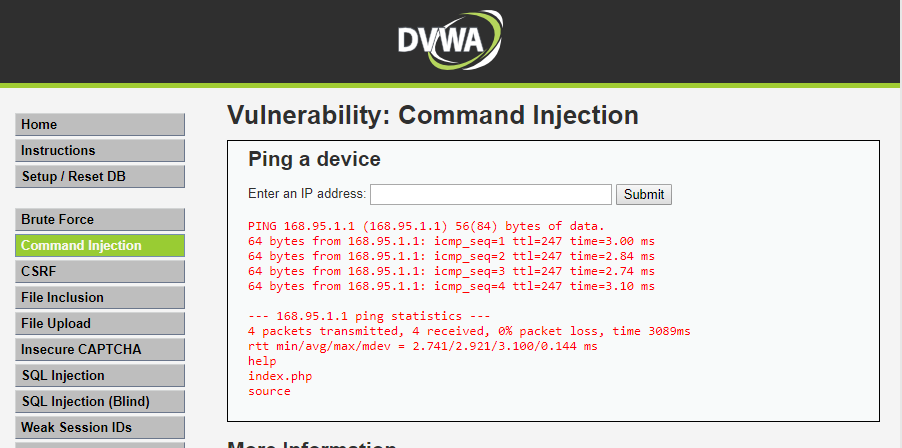 DVWA
Home
Instructions
Setup / Reset DB
Brute Force
Command Injection
CSRF
File Inclusion
File Upload
Insecure CAPTCHA
SQL Injection
SQL Injection (Blind)
Weak Session IDs
Vulnerability: Command Injection
Ping a device
Enter an IP address: Submit
PING 168.95.1.1 (168.95.1.1) 56(84) bytes of data.
64 bytes from 168.95.1.1: icmp_seq=1 ttl=247 time=3.00 ms
64 bytes from 168.95.1.1: icmp_seq=2 ttl=247 time=2.84 ms
64 bytes from 168.95.1.1: icmp_seq=3 ttl=247 time=2.74 ms
64 bytes from 168.95.1.1: icmp_seq=4 ttl=247 time=3.10 ms
--- 168.95.1.1 ping statistics ---
4 packets transmitted, 4 received, 0% packet loss, time 3089ms
rtt min/avg/max/mdev = 2.741/2.921/3.100/0.144 ms
help
index.php
source
More Information